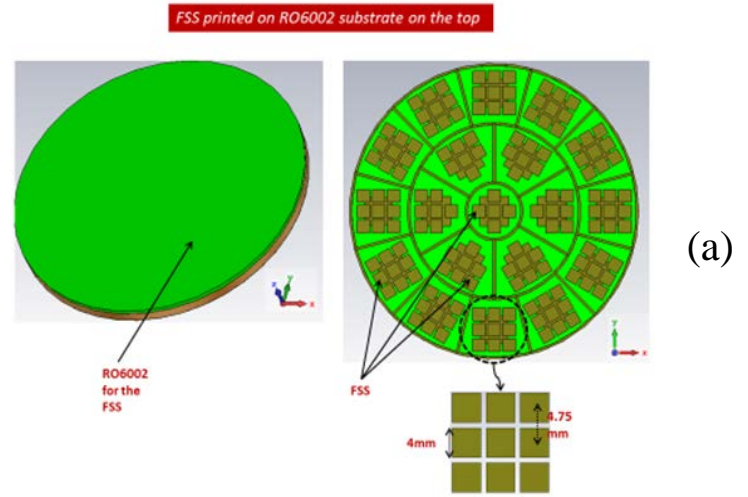 FSS printed on RO6002 substrate on the top
(a)
z
y
x
y
x
RO6002
for the
FSS
FSS
4.75
mm
4mm